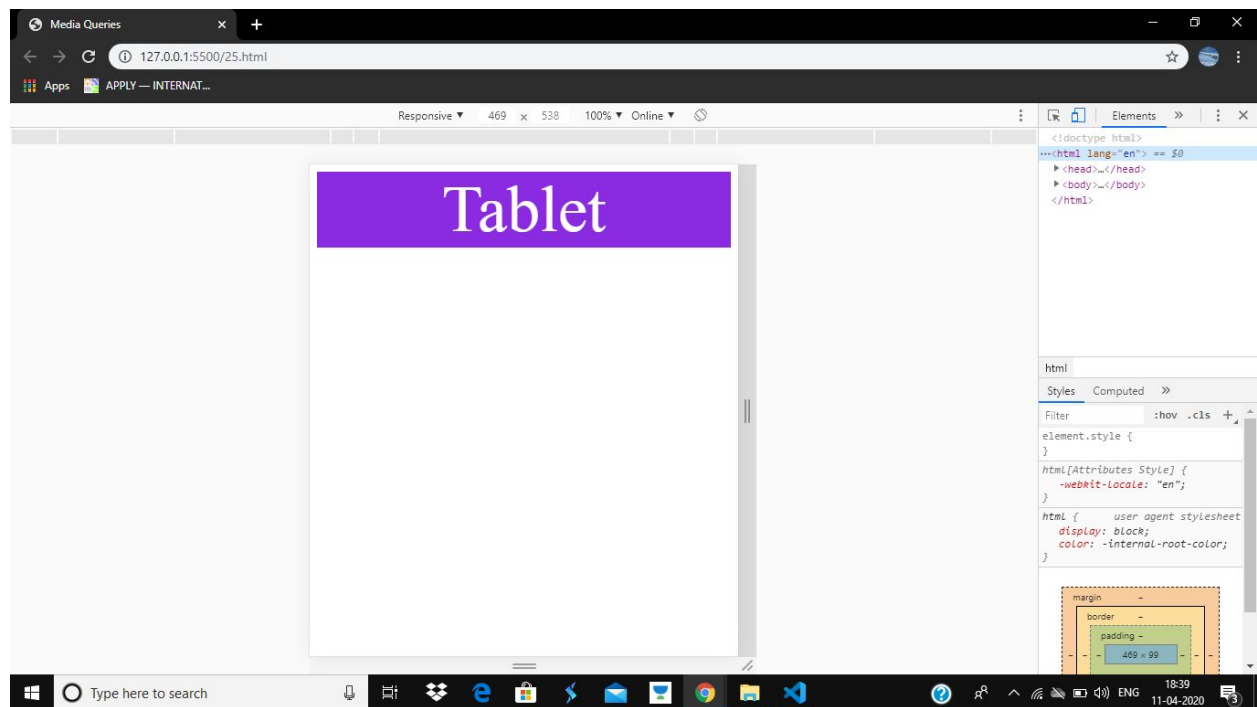 Media Queries × +
127.0.0.1:5500/25.html
Apps APPLY — INTERNAT...
Responsive ▼ 469 × 538 100% ▼ Online ▼
Elements »
<!doctype html>
...<html lang="en"> == $0
▶<head>…</head>
▶<body>…</body>
</html>
Tablet
html
Styles Computed »
Filter :hov .cls +
element.style {
}
html[Attributes Style] {
-webkit-locale: "en";
}
html { user agent stylesheet
display: block;
color: -internal-root-color;
}
margin -
border -
padding -
- - - 469 × 99 - - -
Type here to search
ENG
18:39
11-04-2020
3